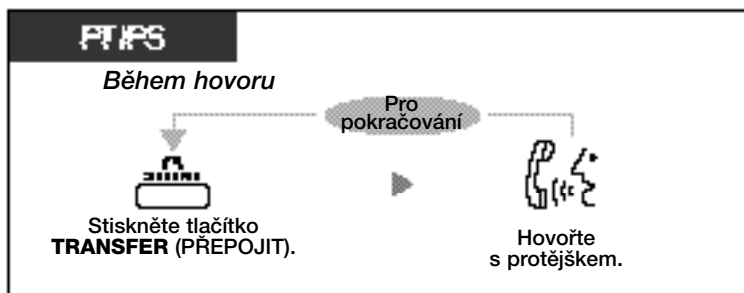 PT/PS
Během hovoru
Pro
pokračování
Stiskněte tlačítko
TRANSFER (PŘEPOJIT).
Hovořte
s protějškem.